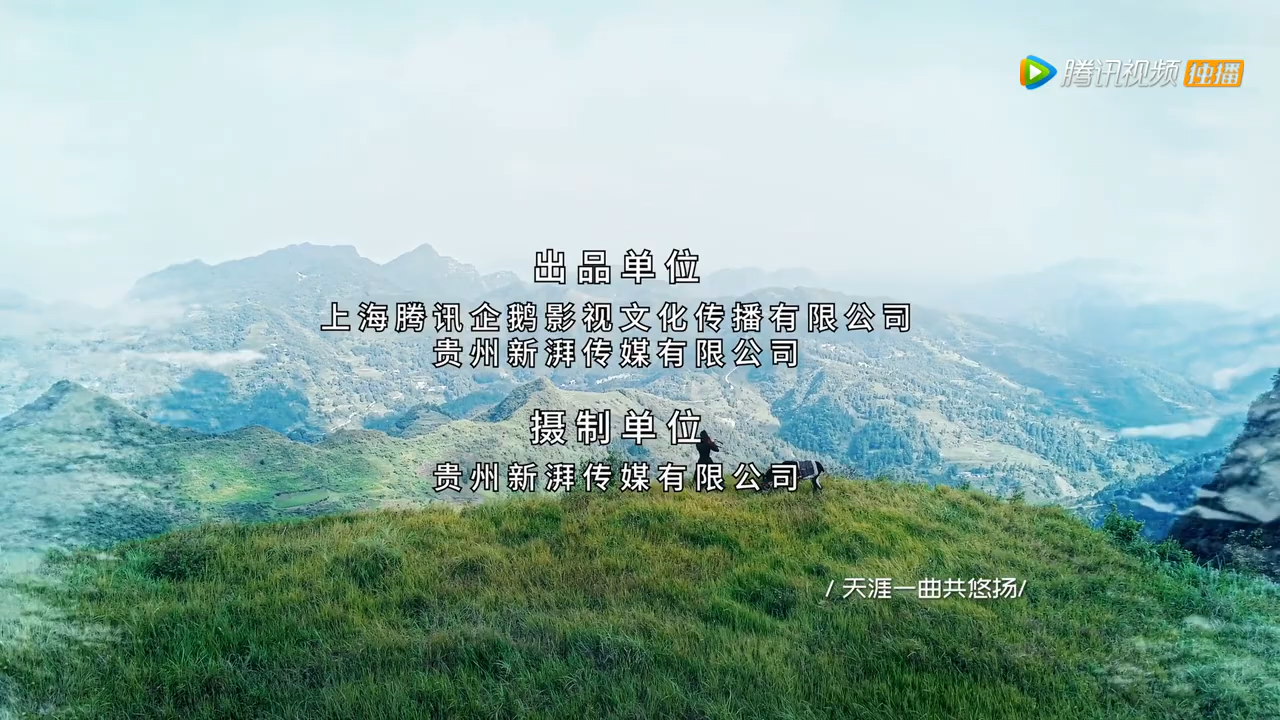 腾讯视频 独播
出品单位
上海腾讯企鹅影视文化传播有限公司
贵州新湃传媒有限公司
摄制单位
贵州新湃传媒有限公司
/ 天涯一曲共悠扬/